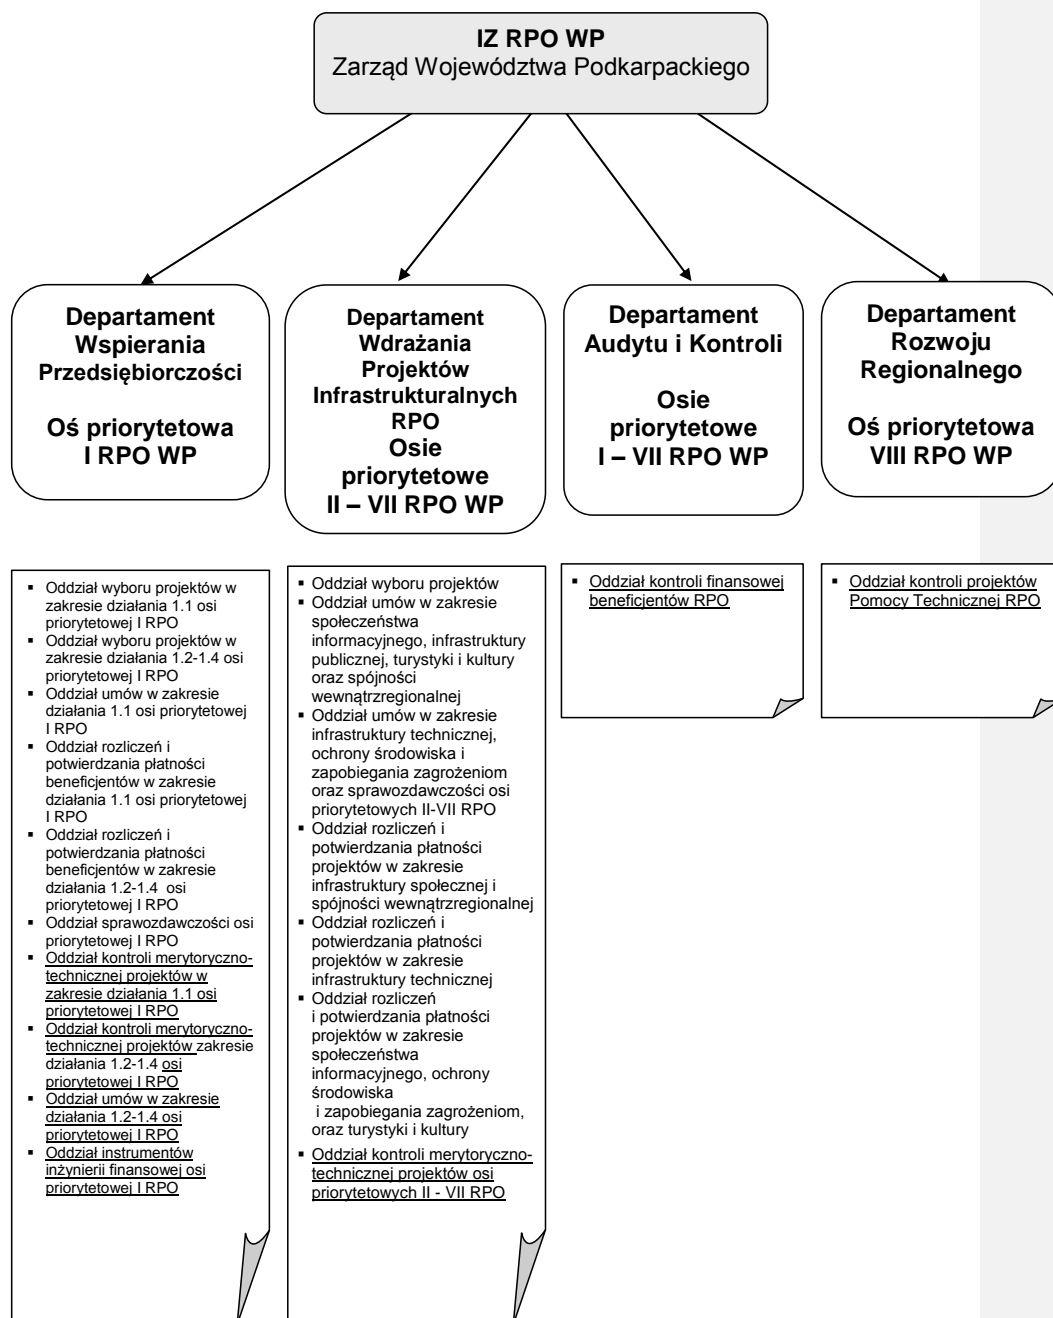 IZ RPO WP
Zarząd Województwa Podkarpackiego
Departament
Wspierania
Przedsiębiorczości
Oś priorytetowa
I RPO WP
Departament
Wdrażania
Projektów
Infrastrukturalnych
RPO
Osie
priorytetowe
II – VII RPO WP
Departament
Audytu i Kontroli
Osie
priorytetowe
I – VII RPO WP
Departament
Rozwoju
Regionalnego
Oś priorytetowa
VIII RPO WP
▪ Oddział wyboru projektów w
zakresie działania 1.1 osi
priorytetowej I RPO
▪ Oddział wyboru projektów w
zakresie działania 1.2-1.4 osi
priorytetowej I RPO
▪ Oddział umów w zakresie
działania 1.1 osi priorytetowej
I RPO
▪ Oddział rozliczeń i
potwierdzania płatności
beneficjentów w zakresie
działania 1.1 osi priorytetowej
I RPO
▪ Oddział rozliczeń i
potwierdzania płatności
beneficjentów w zakresie
działania 1.2-1.4 osi
priorytetowej I RPO
▪ Oddział sprawozdawczości osi
priorytetowej I RPO
▪ Oddział kontroli merytoryczno-
technicznej projektów w
zakresie działania 1.1 osi
priorytetowej I RPO
▪ Oddział kontroli merytoryczno-
technicznej projektów zakresie
działania 1.2-1.4 osi
priorytetowej I RPO
▪ Oddział umów w zakresie
działania 1.2-1.4 osi
priorytetowej I RPO
▪ Oddział instrumentów
inżynierii finansowej osi
priorytetowej I RPO
▪ Oddział wyboru projektów
▪ Oddział umów w zakresie
społeczeństwa
informacyjnego, infrastruktury
publicznej, turystyki i kultury
oraz spójności
wewnątrzregionalnej
▪ Oddział umów w zakresie
infrastruktury technicznej,
ochrony środowiska i
zapobiegania zagrożeniom
oraz sprawozdawczości osi
priorytetowych II-VII RPO
▪ Oddział rozliczeń i
potwierdzania płatności
projektów w zakresie
infrastruktury społecznej i
spójności wewnątrzregionalnej
▪ Oddział rozliczeń i
potwierdzania płatności
projektów w zakresie
infrastruktury technicznej
▪ Oddział rozliczeń
i potwierdzania płatności
projektów w zakresie
społeczeństwa
informacyjnego, ochrony
środowiska
i zapobiegania zagrożeniom,
oraz turystyki i kultury
▪ Oddział kontroli merytoryczno-
technicznej projektów osi
priorytetowych II - VII RPO
▪ Oddział kontroli finansowej
beneficjentów RPO
▪ Oddział kontroli projektów
Pomocy Technicznej RPO